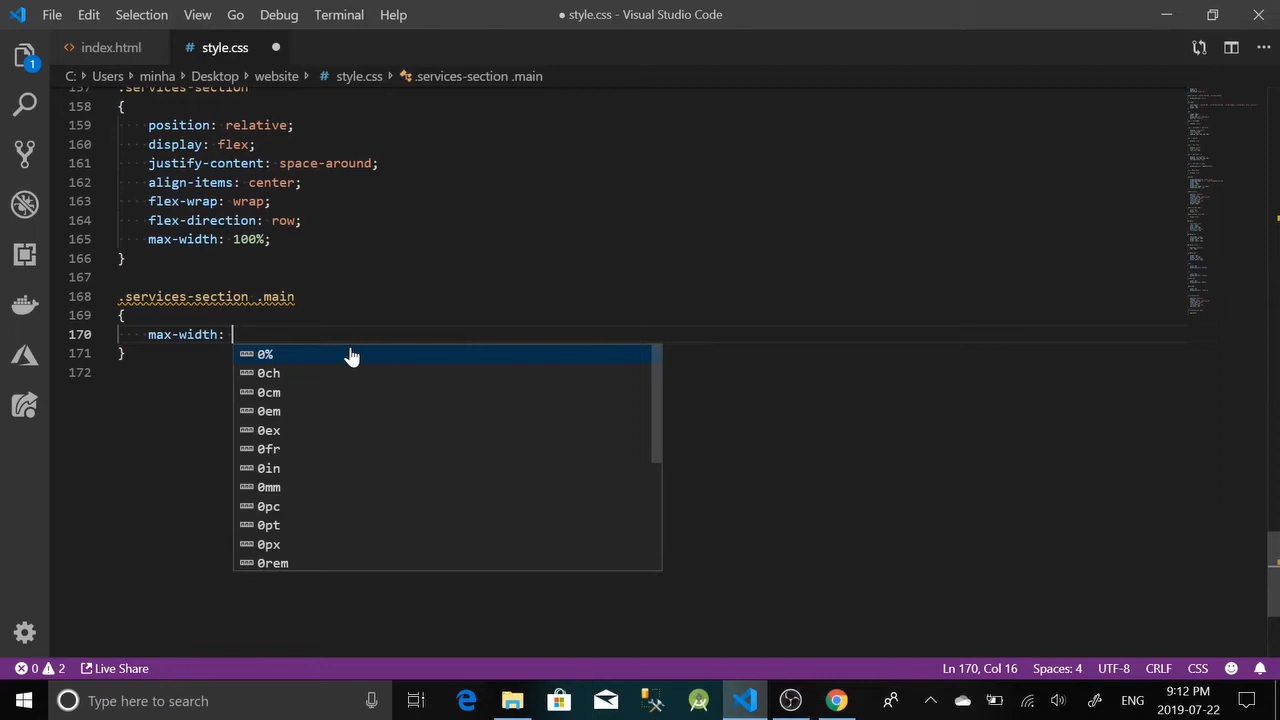 File Edit Selection View Go Debug Terminal Help
● style.css - Visual Studio Code
<> index.html
# style.css ●
C: Users minha Desktop website # style.css .services-section .main
157 .services-section
158 {
159 position: relative;
160 display: flex;
161 justify-content: space-around;
162 align-items: center;
163 flex-wrap: wrap;
164 flex-direction: row;
165 max-width: 100%;
166 }
167
168 .services-section .main
169 {
170 max-width:
171 }
172
0%
0ch
0cm
0em
0ex
0fr
0in
0mm
0pc
0pt
0px
0rem
1
0 2 Live Share
Ln 170, Col 16 Spaces: 4 UTF-8 CRLF CSS
Type here to search
ENG
3:12 PM
2019-07-22